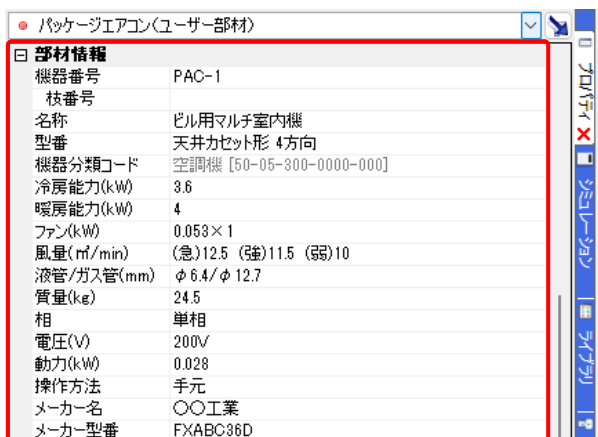 パッケージエアコン(ユーザー部材)
部材情報
機器番号 PAC-1
枝番号
名称 ビル用マルチ室内機
型番 天井カセット形 4方向
機器分類コード 空調機 [50-05-300-0000-000]
冷房能力(kW) 3.6
暖房能力(kW) 4
ファン(kW) 0.053×1
風量(㎥/min) (急)12.5 (強)11.5 (弱)10
液管/ガス管(mm) φ6.4/φ12.7
質量(kg) 24.5
相 単相
電圧(V) 200V
動力(kW) 0.028
操作方法 手元
メーカー名 〇〇工業
メーカー型番 FXABC36D
プロパティ
シミュレーション
ライブラリ